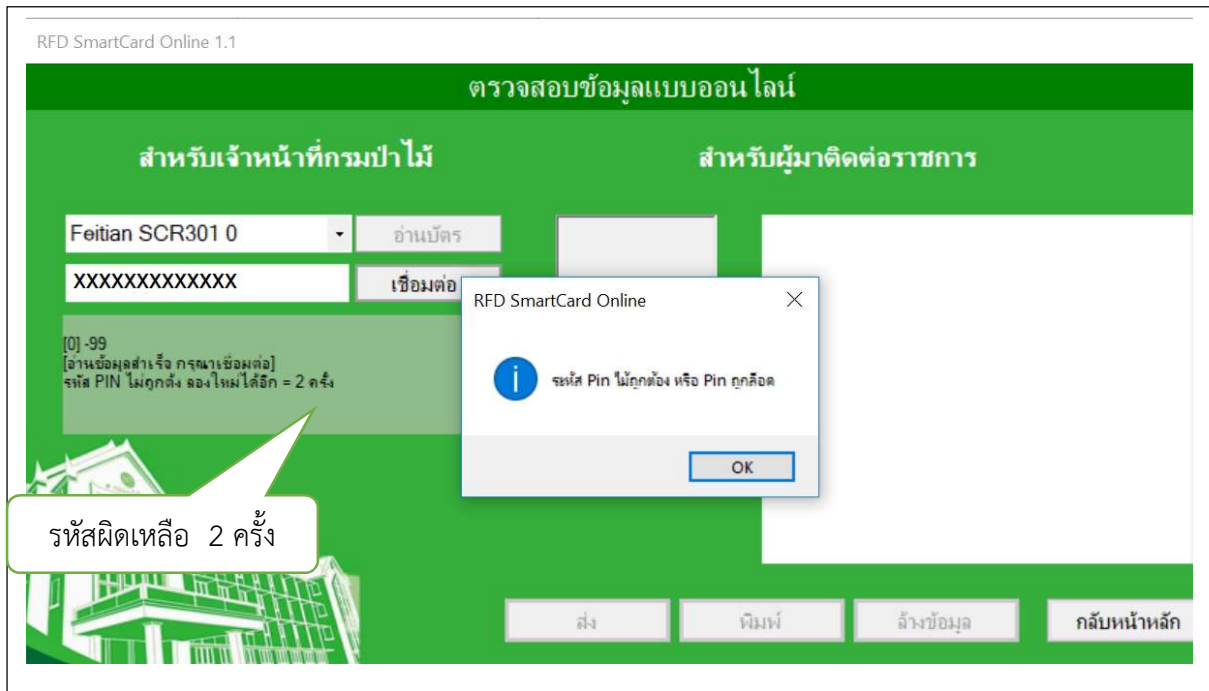 RFD SmartCard Online 1.1
ตรวจสอบข้อมูลแบบออนไลน์
สำหรับเจ้าหน้าที่กรมป่าไม้
สำหรับผู้มาติดต่อราชการ
Feitian SCR301 0
อ่านบัตร
XXXXXXXXXXXXX
เชื่อมต่อ
[0] -99
[อ่านข้อมูลสำเร็จ กรุณาเชื่อมต่อ]
รหัส PIN ไม่ถูกต้ง ลองใหม่ได้อีก = 2 ครั้ง
RFD SmartCard Online
ระหัส Pin ไม้ถูกต้อง หรือ Pin ถูกล๊อค
OK
รหัสผิดเหลือ 2 ครั้ง
ส่ง
พิมพ์
ล้างข้อมูล
กลับหน้าหลัก